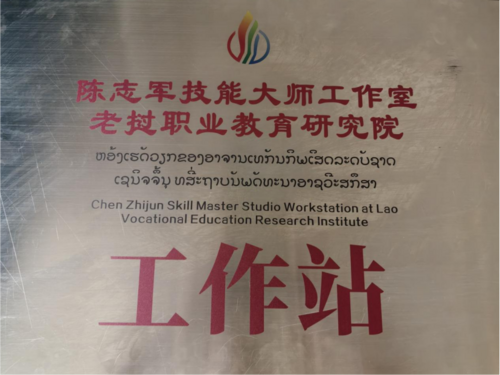 陈志军技能大师工作室
老挝职业教育研究院
ຫ້ອງເຮັດວຽກຂອງອາຈານເທັກນິກພິເສດລະດັບຊາດ
ເຊນິຈຈຶ້ນ ທີ່ສະຖາບັນພັດທະນາອາຊີວະສຶກສາ
Chen Zhijun Skill Master Studio Workstation at Lao
Vocational Education Research Institute
工作站